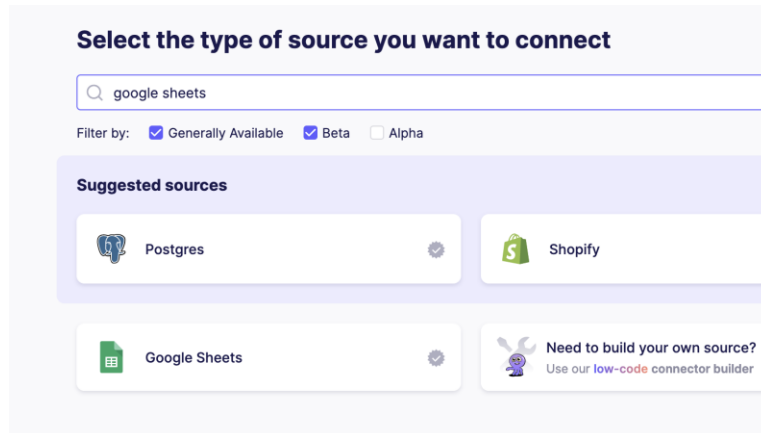 Select the type of source you want to connect
google sheets
Filter by: Generally Available Beta Alpha
Suggested sources
Postgres
Shopify
Google Sheets
Need to build your own source?
Use our low-code connector builder